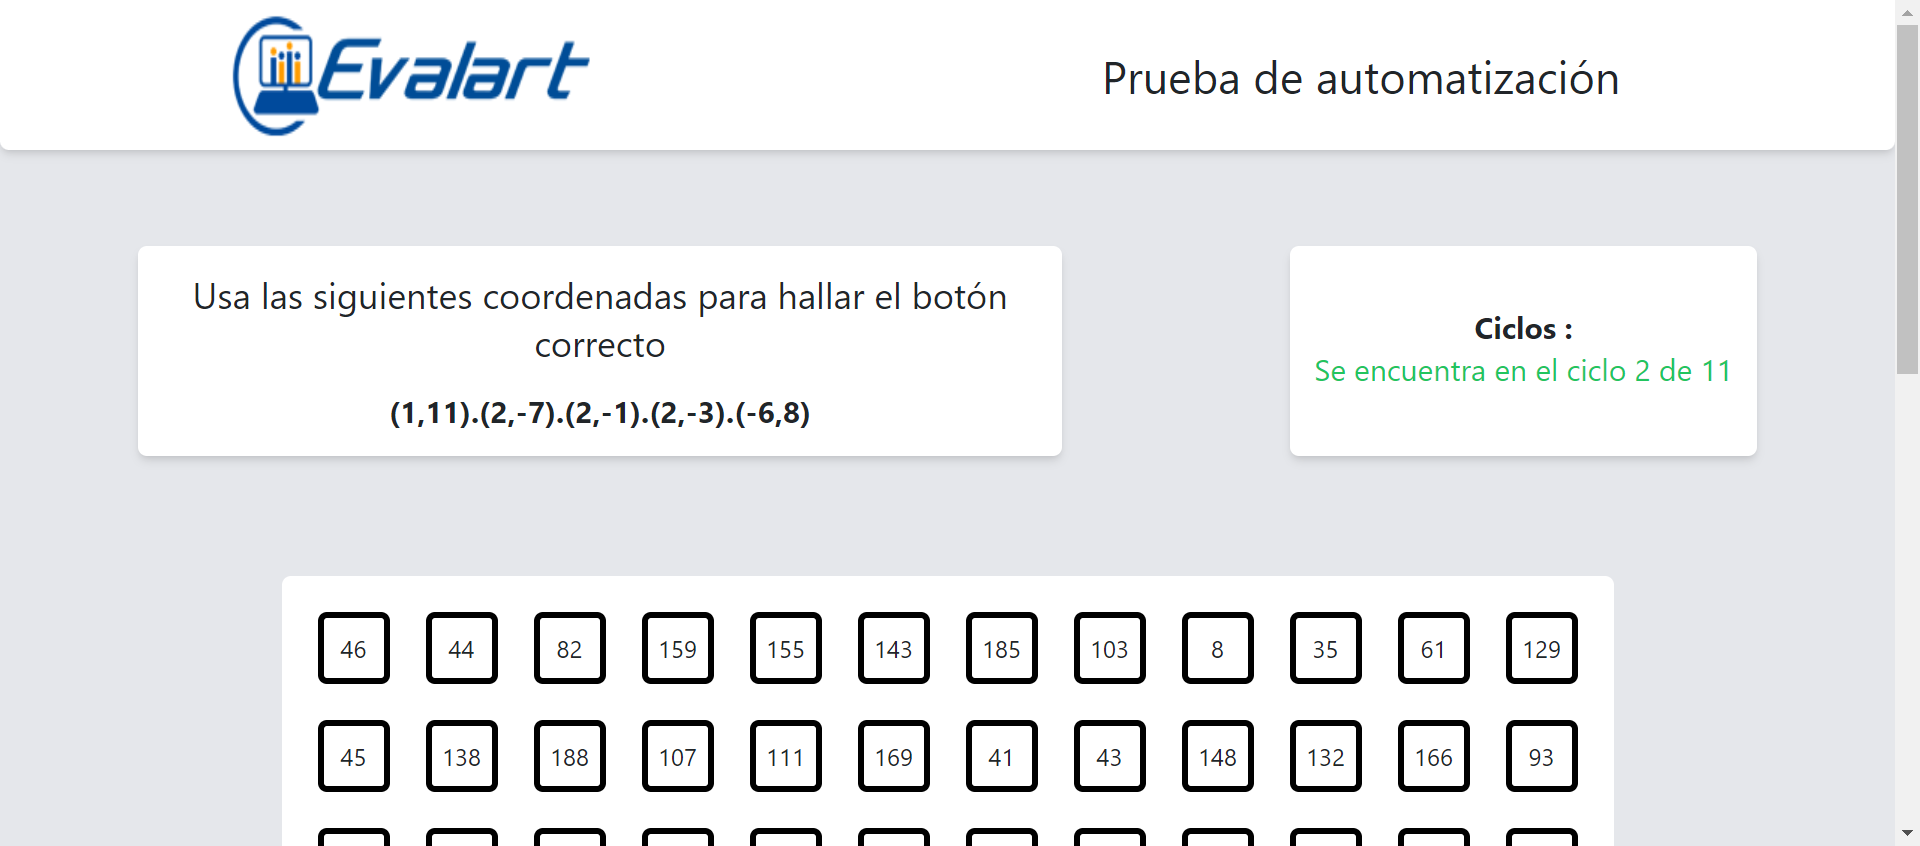 Evalart
Prueba de automatización
Usa las siguientes coordenadas para hallar el botón
correcto
(1,11).(2,-7).(2,-1).(2,-3).(-6,8)
Ciclos :
Se encuentra en el ciclo 2 de 11
46 44 82 159 155 143 185 103 8 35 61 129
45 138 188 107 111 169 41 43 148 132 166 93